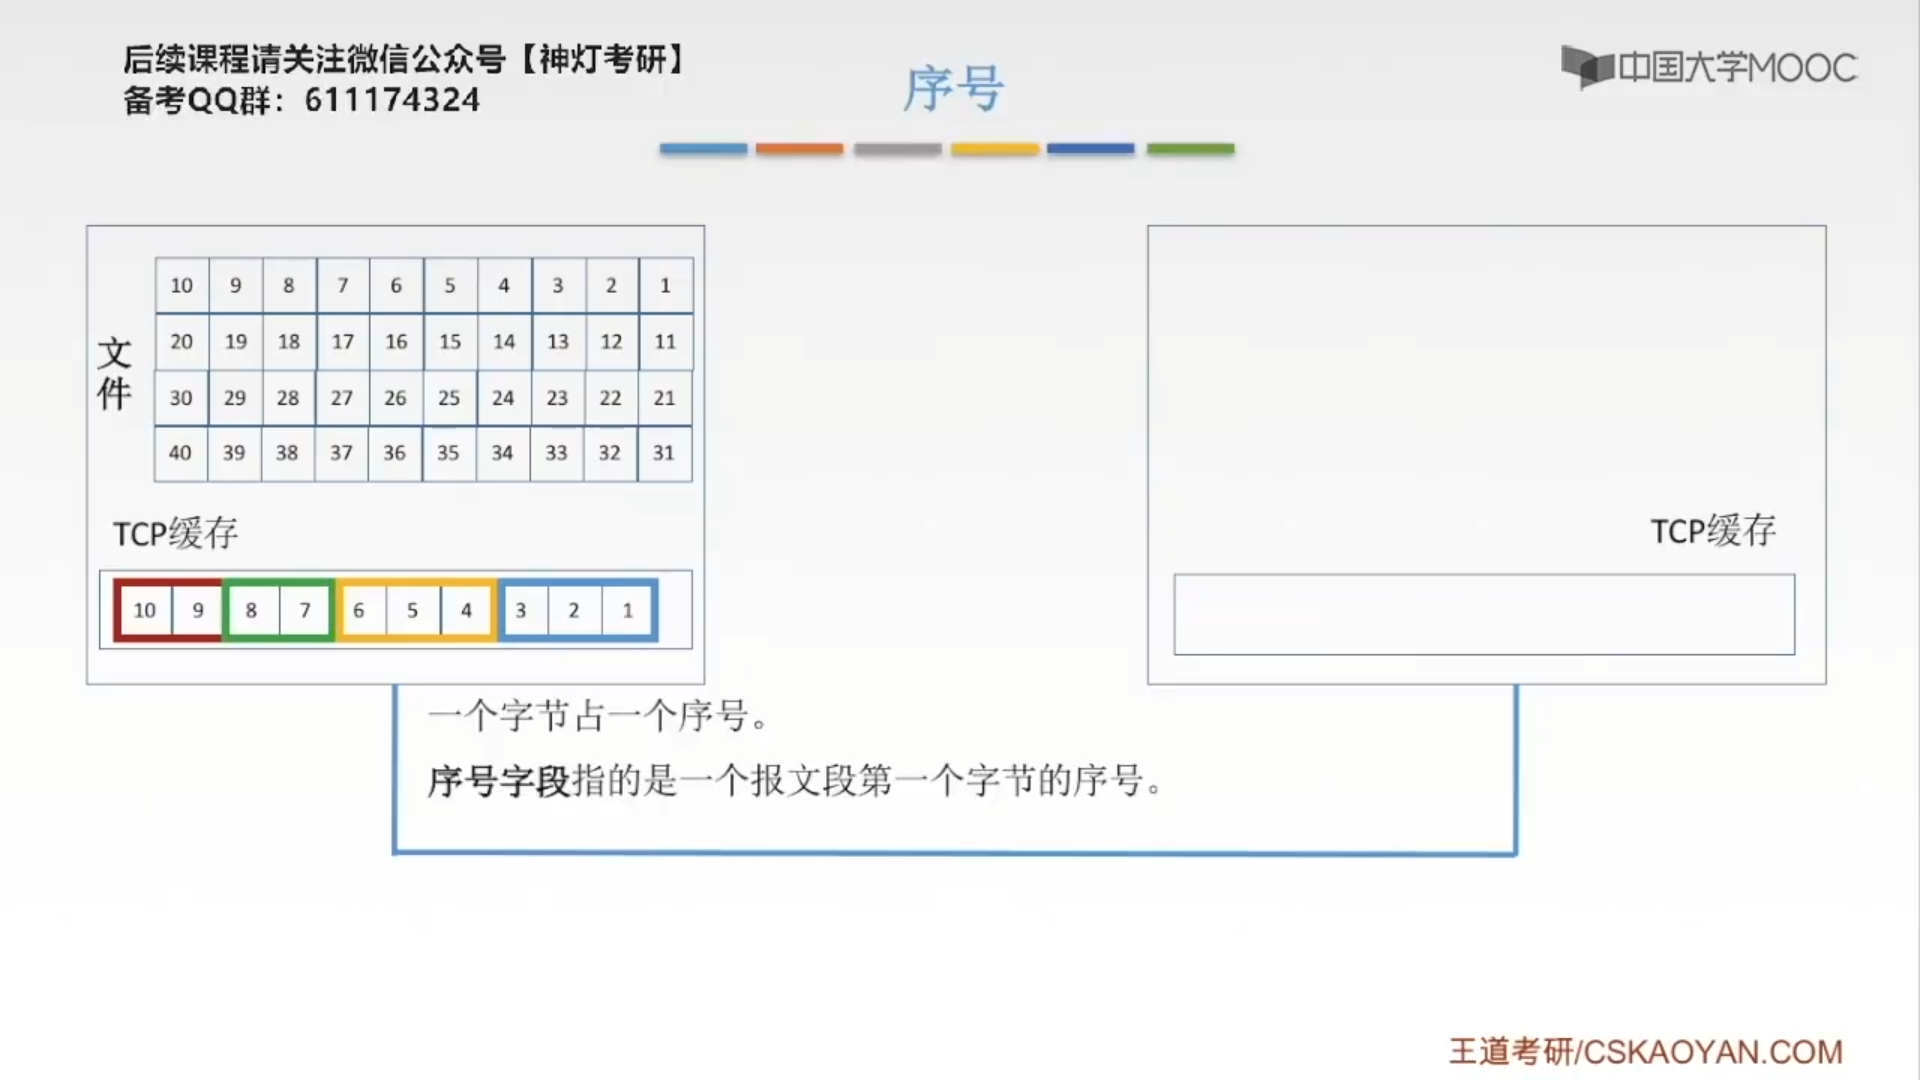 后续课程请关注微信公众号【神灯考研】
备考QQ群：611174324
序号
中国大学MOOC
文件
10 9 8 7 6 5 4 3 2 1
20 19 18 17 16 15 14 13 12 11
30 29 28 27 26 25 24 23 22 21
40 39 38 37 36 35 34 33 32 31
TCP缓存
10 9 8 7 6 5 4 3 2 1
TCP缓存
一个字节占一个序号。
序号字段指的是一个报文段第一个字节的序号。
王道考研/CSKAOYAN.COM